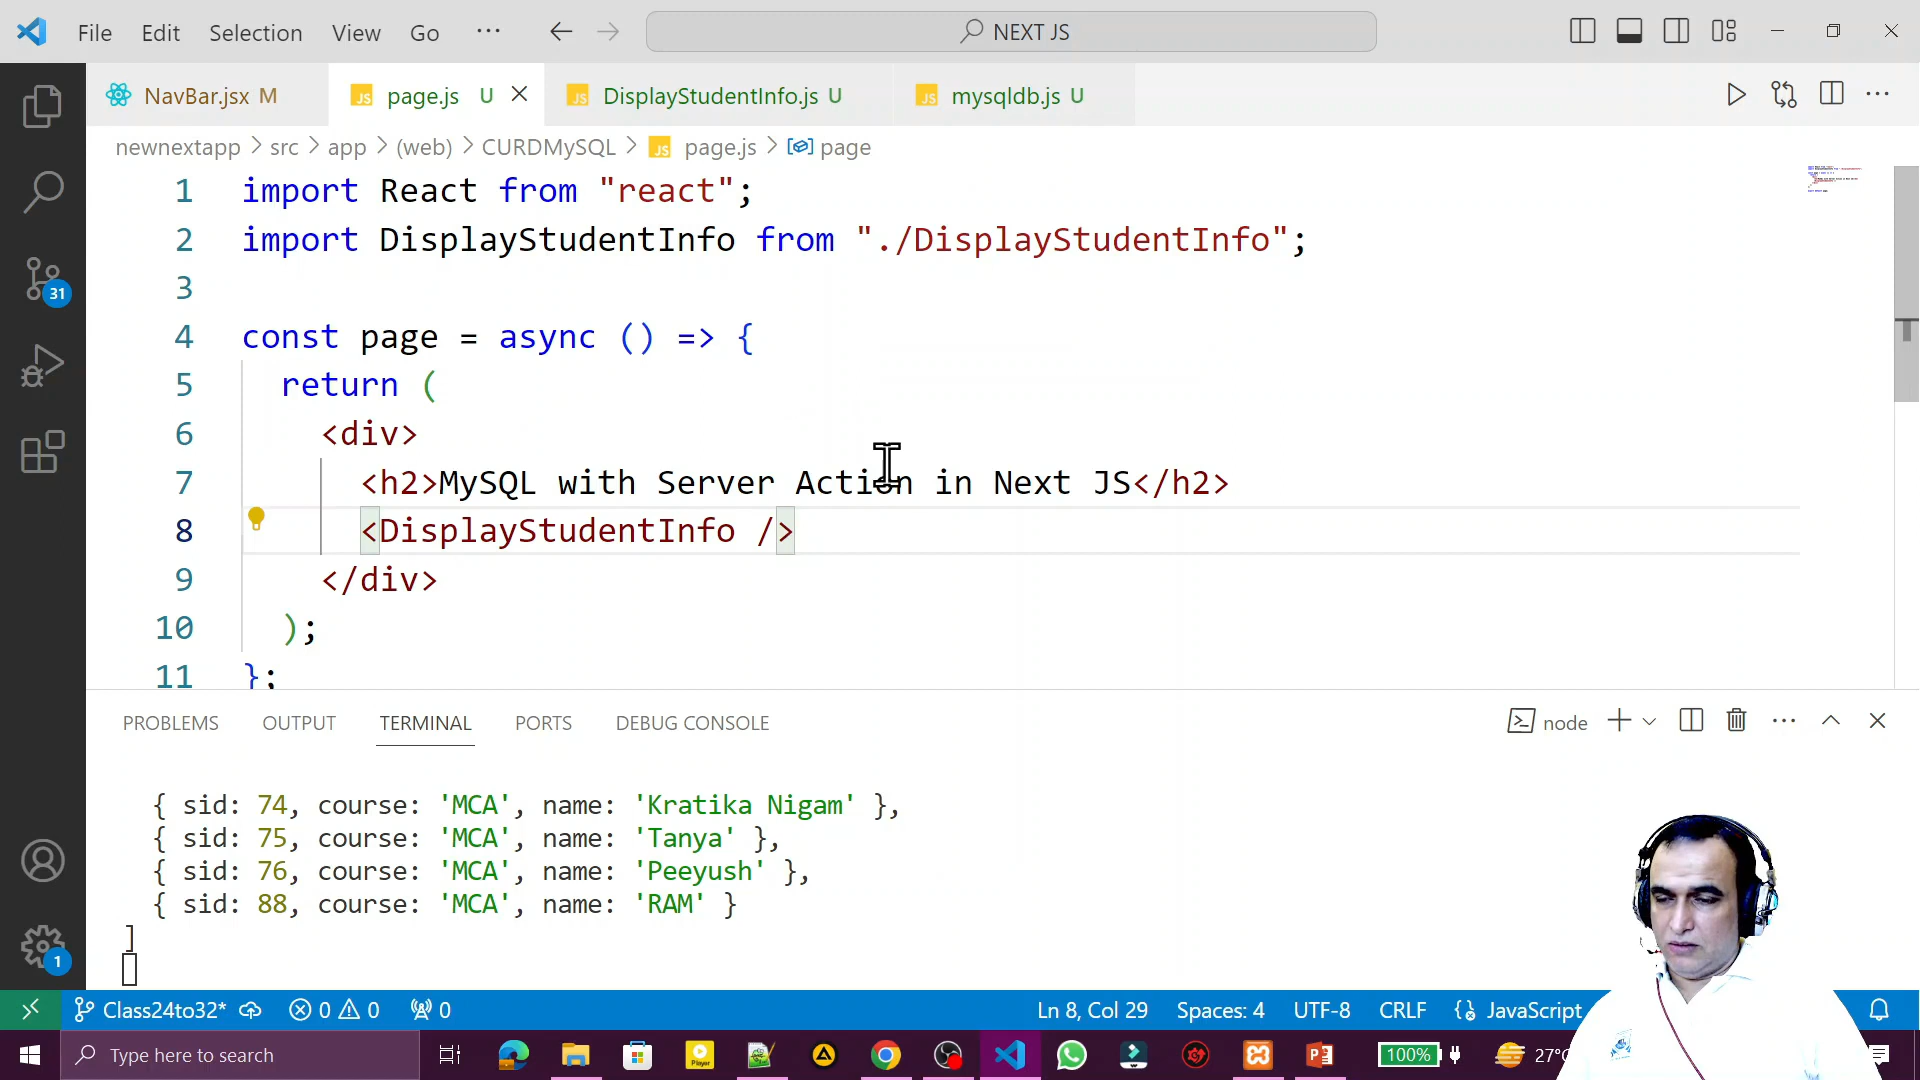 File Edit Selection View Go ··· NEXT JS
NavBar.jsx M page.js U DisplayStudentInfo.js U mysqldb.js U
newnextapp > src > app > (web) > CURDMySQL > JS page.js > page
1 import React from "react";
2 import DisplayStudentInfo from "./DisplayStudentInfo";
3
4 const page = async () => {
5 return (
6 <div>
7 <h2>MySQL with Server Action in Next JS</h2>
8 <DisplayStudentInfo />
9 </div>
10 );
11 };
PROBLEMS OUTPUT TERMINAL PORTS DEBUG CONSOLE node
{ sid: 74, course: 'MCA', name: 'Kratika Nigam' },
{ sid: 75, course: 'MCA', name: 'Tanya' },
{ sid: 76, course: 'MCA', name: 'Peeyush' },
{ sid: 88, course: 'MCA', name: 'RAM' }
]
31
1
Class24to32* 0 0 0 Ln 8, Col 29 Spaces: 4 UTF-8 CRLF JavaScript
Type here to search 100% 27°C